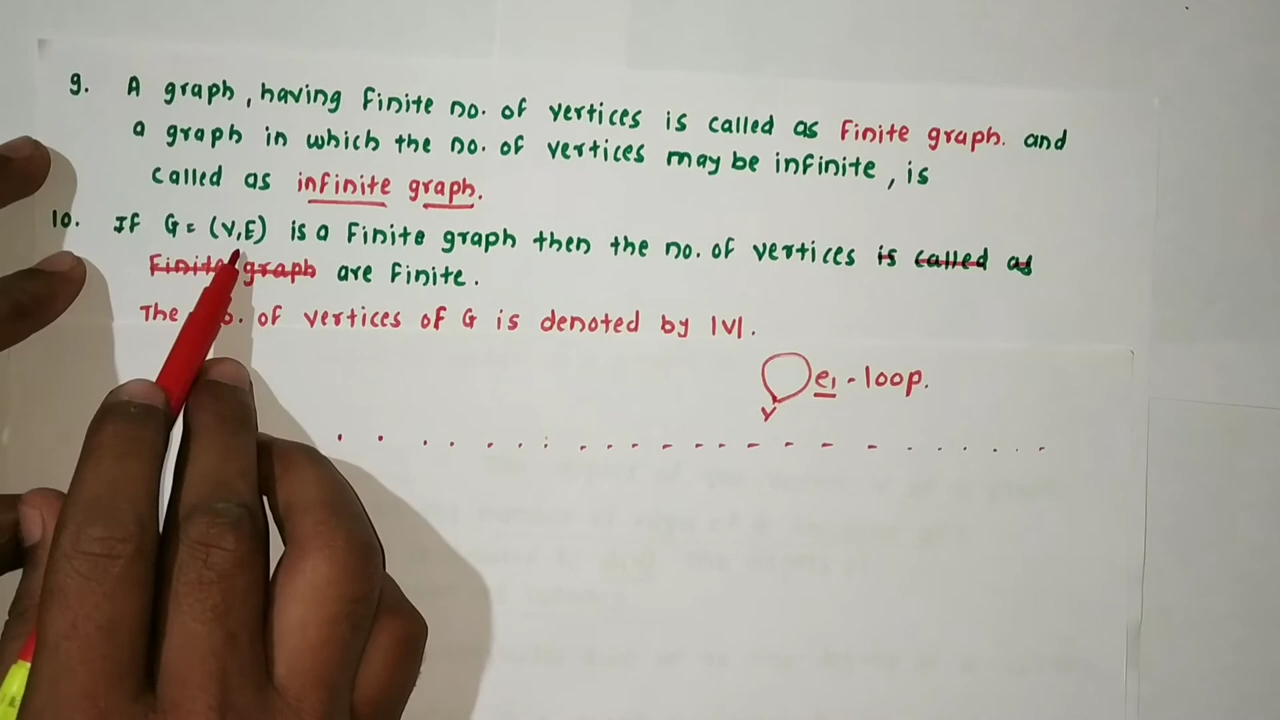 9. A graph, having Finite no. of vertices is called as Finite graph. and
a graph in which the no. of vertices may be infinite, is
called as infinite graph.
10. If G = (V,E) is a Finite graph then the no. of vertices is called as
Finite graph are Finite.
The of vertices of G is denoted by |V|.
e1 - loop.
v